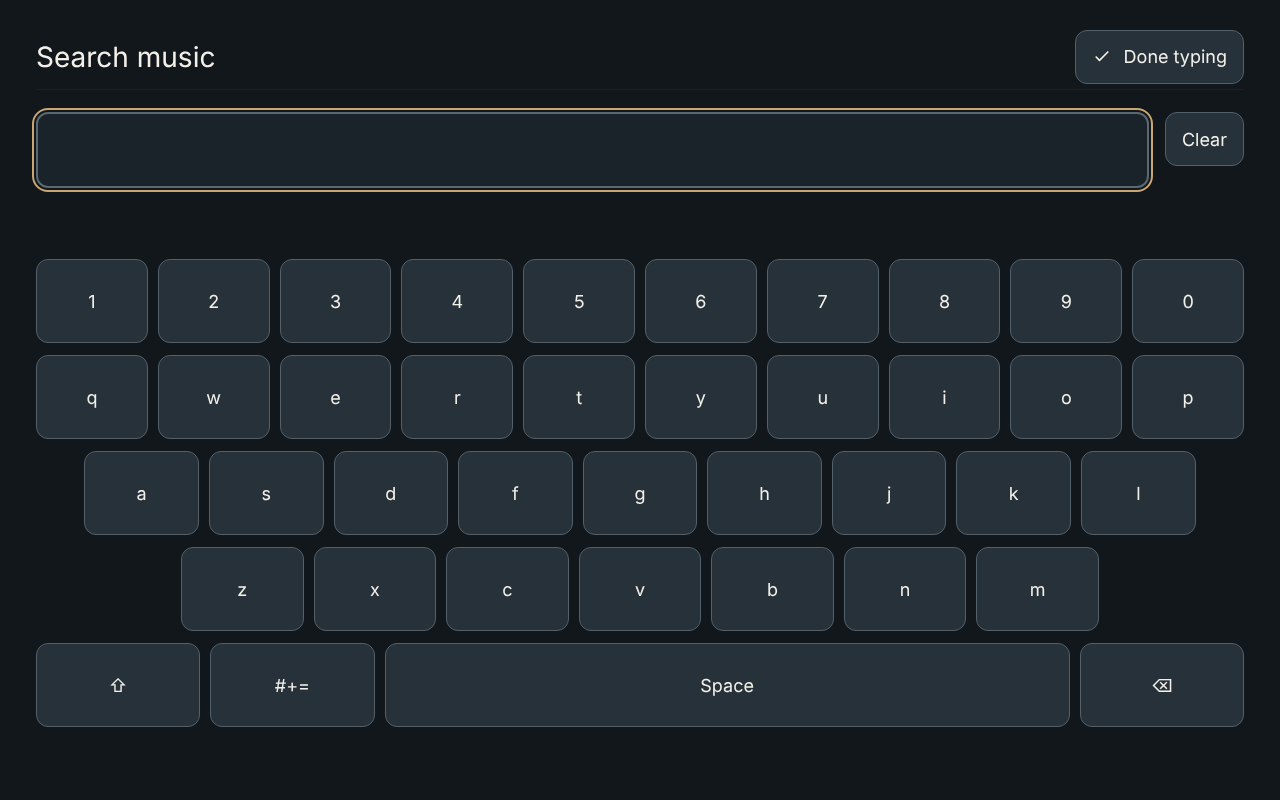 Search music
Done typing
Clear
1 2 3 4 5 6 7 8 9 0
q w e r t y u i o p
a s d f g h j k l
z x c v b n m
#+= Space